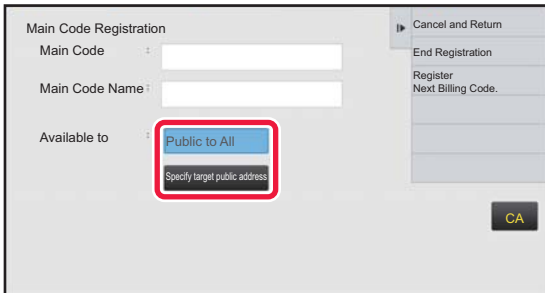 Main Code Registration
Main Code :
Main Code Name :
Available to :
Public to All
Specify target public address
Cancel and Return
End Registration
Register
Next Billing Code.
CA